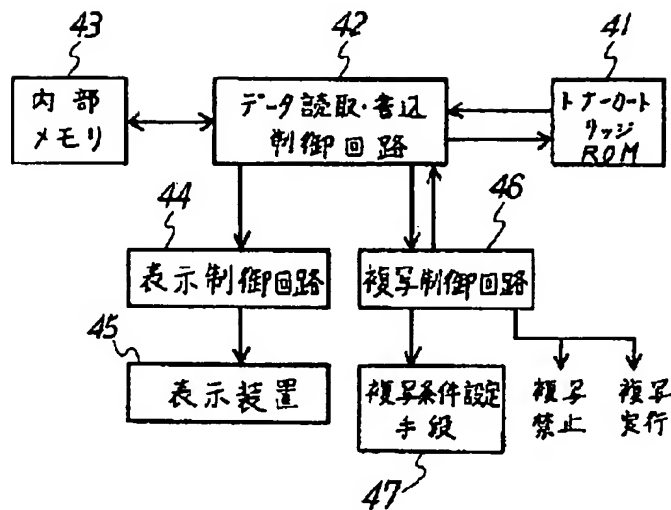 43
42
41
内部
メモリ
データ読取・書込
制御回路
トナーカート
リッジ
ROM
44
46
表示制御回路
複写制御回路
45
表示装置
複写条件設定
手段
複写
禁止
複写
実行
47